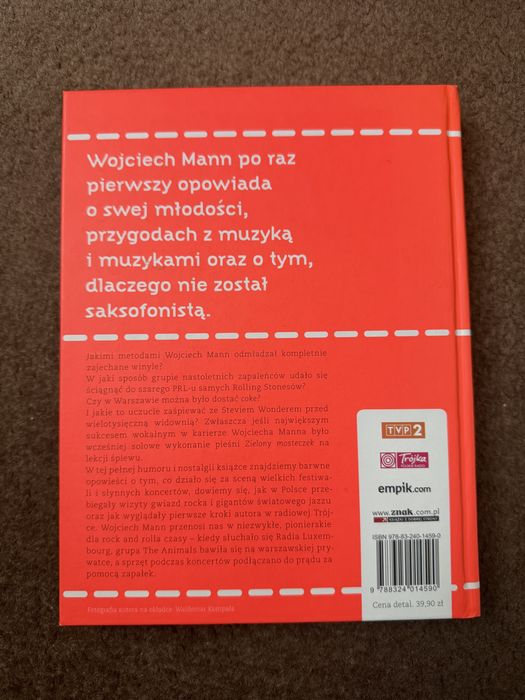 Wojciech Mann po raz
pierwszy opowiada
o swej młodości,
przygodach z muzyką
i muzykami oraz o tym,
dlaczego nie został
saksofonistą.
Jakimi metodami Wojciech Mann odmładzał kompletnie
zajechane winyle?
W jaki sposób grupie nastoletnich zapaleńców udało się
ściągnąć do szarego PRL-u samych Rolling Stonesów?
Czy w Warszawie można było dostać coke?
I jakie to uczucie zaśpiewać ze Steviem Wonderem przed
wielotysięczną widownią? Zwłaszcza jeśli największym
sukcesem wokalnym w karierze Wojciecha Manna było
wcześniej solowe wykonanie pieśni Zielony mosteczek na
lekcji śpiewu.
W tej pełnej humoru i nostalgii książce znajdziemy barwne
opowieści o tym, co działo się za sceną wielkich festiwa-
li i słynnych koncertów, dowiemy się, jak w Polsce prze-
biegały wizyty gwiazd rocka i gigantów światowego jazzu
oraz jak wyglądały pierwsze kroki autora w radiowej Trój-
ce. Wojciech Mann przenosi nas w niezwykłe, pionierskie
dla rock and rolla czasy – kiedy słuchało się Radia Luxem-
bourg, grupa The Animals bawiła się na warszawskiej pry-
watce, a sprzęt podczas koncertów podłączano do prądu za
pomocą zapałek.
Fotografia autora na okładce: Waldemar Kompała
TVP2
Trójka
POLSKIE RADIO
empik.com
www.znak.com.pl
KSIĄŻKI Z DOBREJ STRONY
ISBN 978-83-240-1459-0
9 788324 014590
Cena detal. 39,90 zł